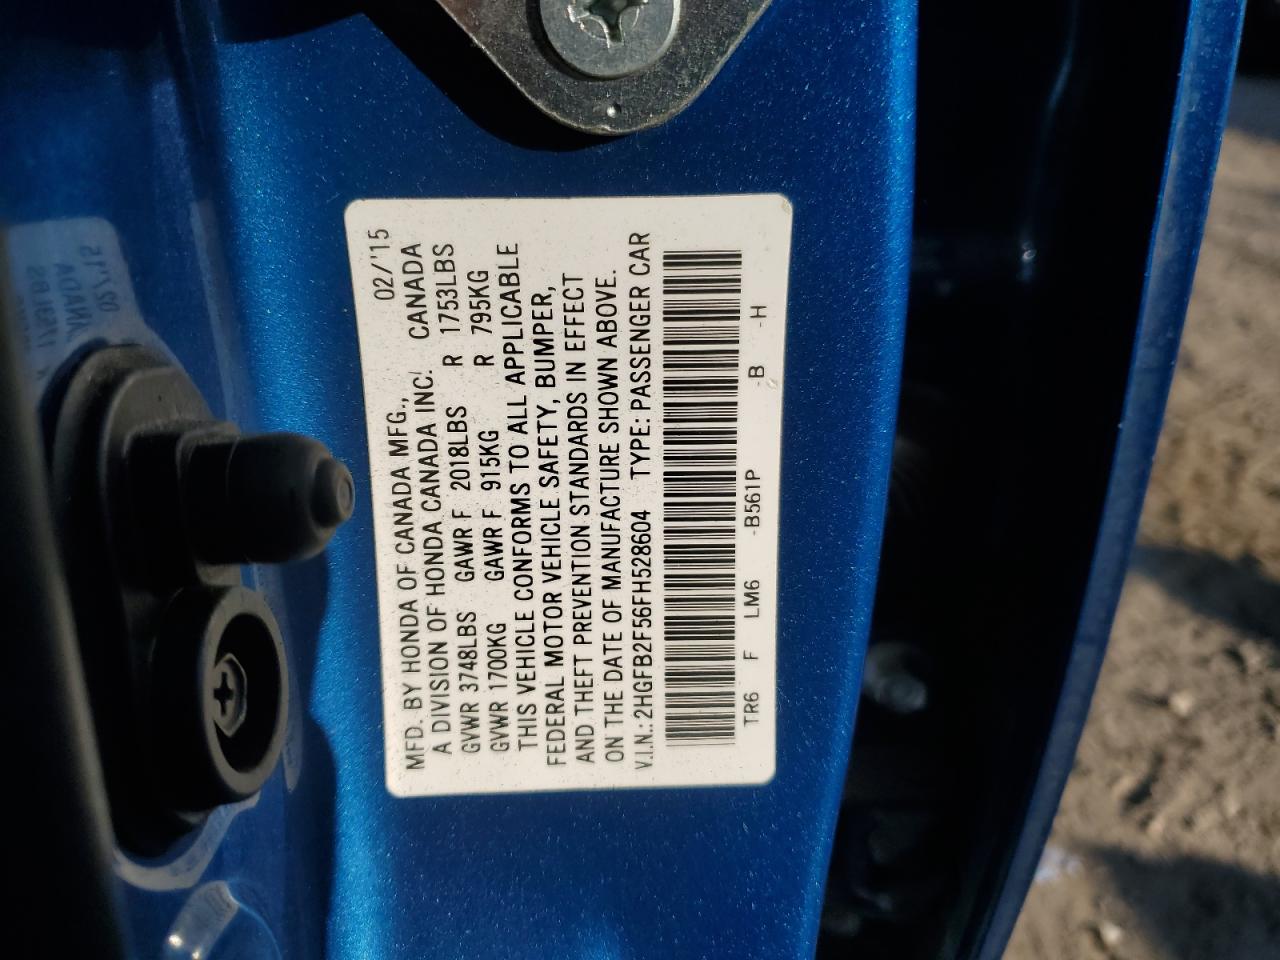 MFD. BY HONDA OF CANADA MFG., 02/'15
A DIVISION OF HONDA CANADA INC. CANADA
GVWR 3748LBS GAWR F 2018LBS R 1753LBS
GVWR 1700KG GAWR F 915KG R 795KG
THIS VEHICLE CONFORMS TO ALL APPLICABLE
FEDERAL MOTOR VEHICLE SAFETY, BUMPER,
AND THEFT PREVENTION STANDARDS IN EFFECT
ON THE DATE OF MANUFACTURE SHOWN ABOVE.
V.I.N.: 2HGFB2F56FH528604 TYPE: PASSENGER CAR
TR6 F LM6 -B561P -B -H